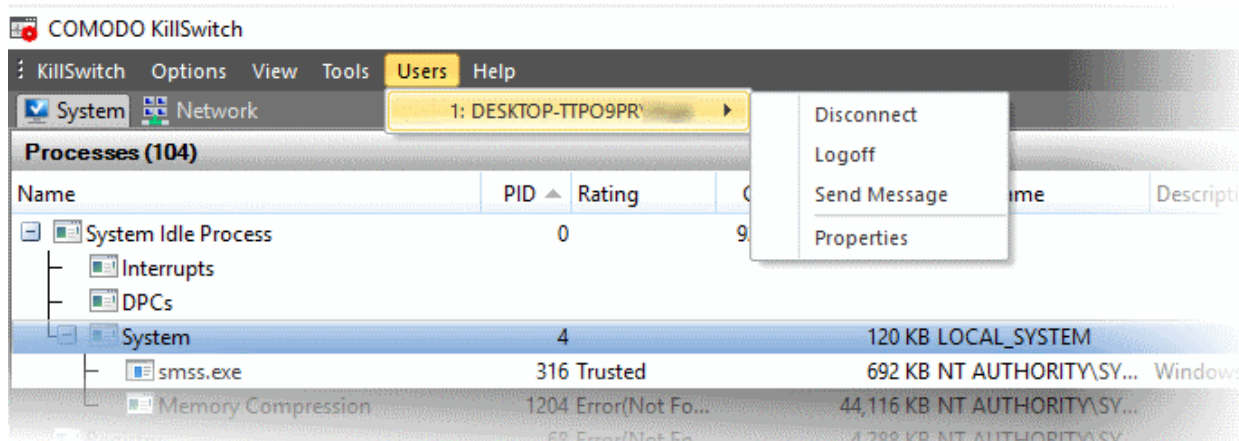 COMODO KillSwitch
KillSwitch Options View Tools Users Help
System Network
1: DESKTOP-TTPO9PR
Disconnect
Logoff
Send Message
Properties
Processes (104)
Name PID Rating Descripti
System Idle Process 0
Interrupts
DPCs
System 4 120 KB LOCAL_SYSTEM
smss.exe 316 Trusted 692 KB NT AUTHORITY\SY... Windows
Memory Compression 1204 Error(Not Fo... 44,116 KB NT AUTHORITY\SY...